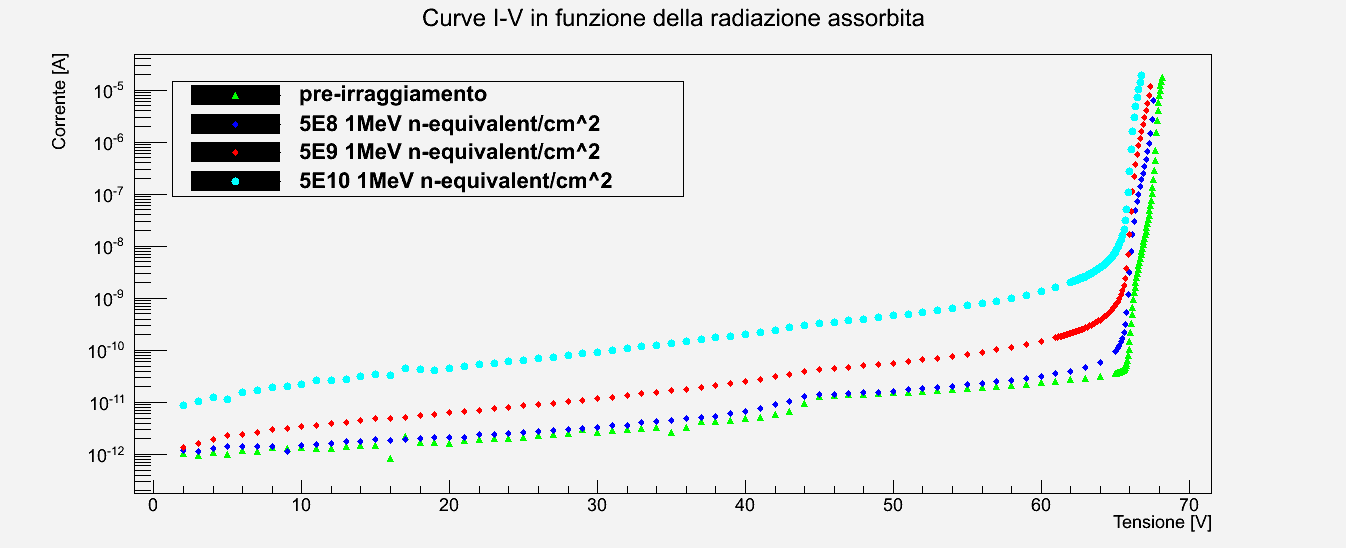 Curve I-V in funzione della radiazione assorbita
Corrente [A]
pre-irraggiamento
5E8 1MeV n-equivalent/cm^2
5E9 1MeV n-equivalent/cm^2
5E10 1MeV n-equivalent/cm^2
10^-5
10^-6
10^-7
10^-8
10^-9
10^-10
10^-11
10^-12
0 10 20 30 40 50 60 70
Tensione [V]